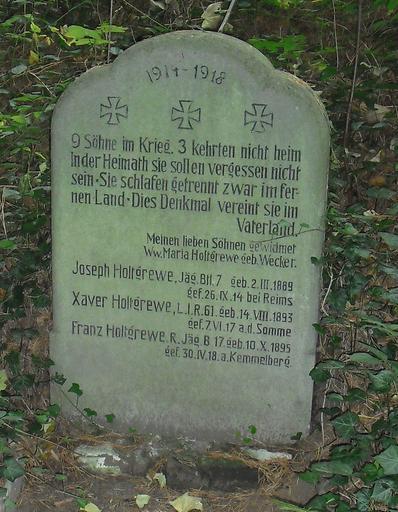 1914-1918
9 Söhne im Krieg. 3 kehrten nicht heim
In der Heimath sie sollen vergessen nicht
sein·Sie schlafen getrennt zwar im fer-
nen Land·Dies Denkmal vereint sie im
Vaterland.
Meinen lieben Söhnen gewidmet
Ww. Maria Holtgrewe geb. Wecker.
Joseph Holtgrewe, Jäg. Btl. 7 geb. 2. III. 1889
gef. 26. IX. 14 bei Reims
Xaver Holtgrewe, L.I.R. 61. geb. 14. VIII. 1893
gef. 7. VI. 17 a.d. Somme
Franz Holtgrewe, R. Jäg. B 17. geb. 10. X. 1895
gef. 30. IV. 18. a. Kemmelberg.